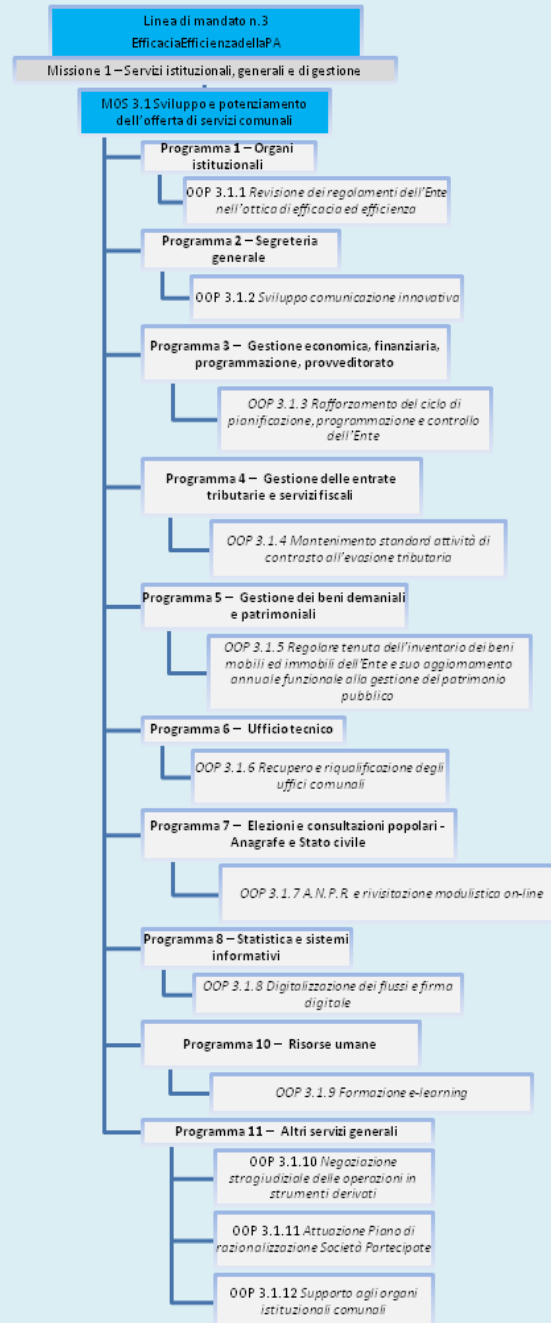 Linea di mandato n.3
EfficaciaEfficienzadellaPA
Missione 1 – Servizi istituzionali, generali e di gestione
MOS 3.1 Sviluppo e potenziamento
dell'offerta di servizi comunali
Programma 1 – Organi
istituzionali
OOP 3.1.1 Revisione dei regolamenti dell'Ente
nell'ottica di efficacia ed efficienza
Programma 2 – Segreteria
generale
OOP 3.1.2 Sviluppo comunicazione innovativa
Programma 3 – Gestione economica, finanziaria,
programmazione, provveditorato
OOP 3.1.3 Rafforzamento del ciclo di
pianificazione, programmazione e controllo
dell'Ente
Programma 4 – Gestione delle entrate
tributarie e servizi fiscali
OOP 3.1.4 Mantenimento standard attività di
contrasto all'evasione tributaria
Programma 5 – Gestione dei beni demaniali
e patrimoniali
OOP 3.1.5 Regolare tenuta dell'inventario dei beni
mobili ed immobili dell'Ente e suo aggiornamento
annuale funzionale alla gestione del patrimonio
pubblico
Programma 6 – Ufficio tecnico
OOP 3.1.6 Recupero e riqualificazione degli
uffici comunali
Programma 7 – Elezioni e consultazioni popolari -
Anagrafe e Stato civile
OOP 3.1.7 A.N.P.R. e rivisitazione modulistica on-line
Programma 8 – Statistica e sistemi
informativi
OOP 3.1.8 Digitalizzazione dei flussi e firma
digitale
Programma 10 – Risorse umane
OOP 3.1.9 Formazione e-learning
Programma 11 – Altri servizi generali
OOP 3.1.10 Negoziazione
stragiudiziale delle operazioni in
strumenti derivati
OOP 3.1.11 Attuazione Piano di
razionalizzazione Società Partecipate
OOP 3.1.12 Supporto agli organi
istituzionali comunali